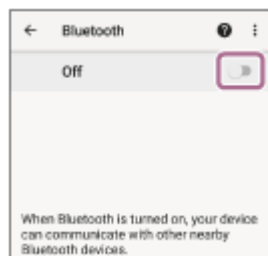 Bluetooth
Off
When Bluetooth is turned on, your device
can communicate with other nearby
Bluetooth devices.